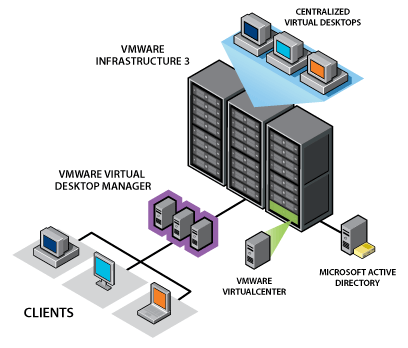 CENTRALIZED
VIRTUAL DESKTOPS
VMWARE
INFRASTRUCTURE 3
VMWARE VIRTUAL
DESKTOP MANAGER
MICROSOFT ACTIVE
DIRECTORY
VMWARE
VIRTUALCENTER
CLIENTS